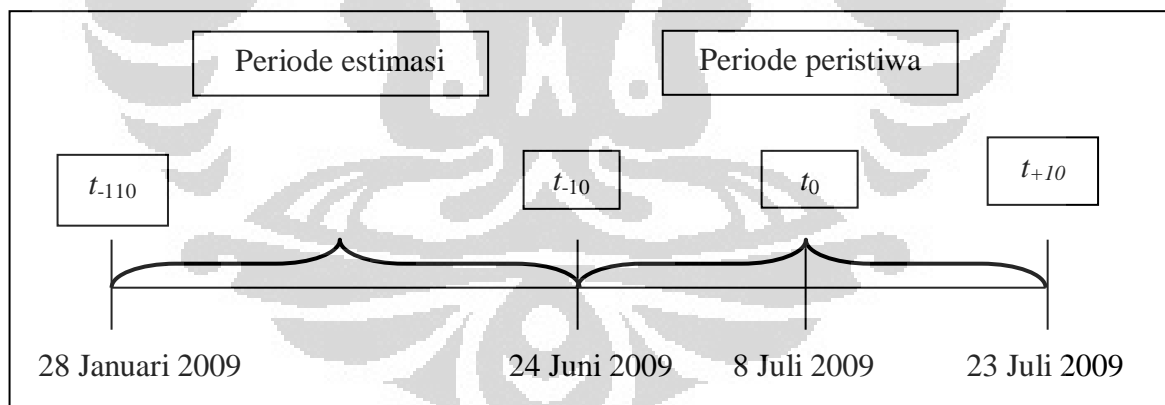 Periode estimasi
Periode peristiwa
t-110
t-10
t0
t+10
28 Januari 2009
24 Juni 2009
8 Juli 2009
23 Juli 2009